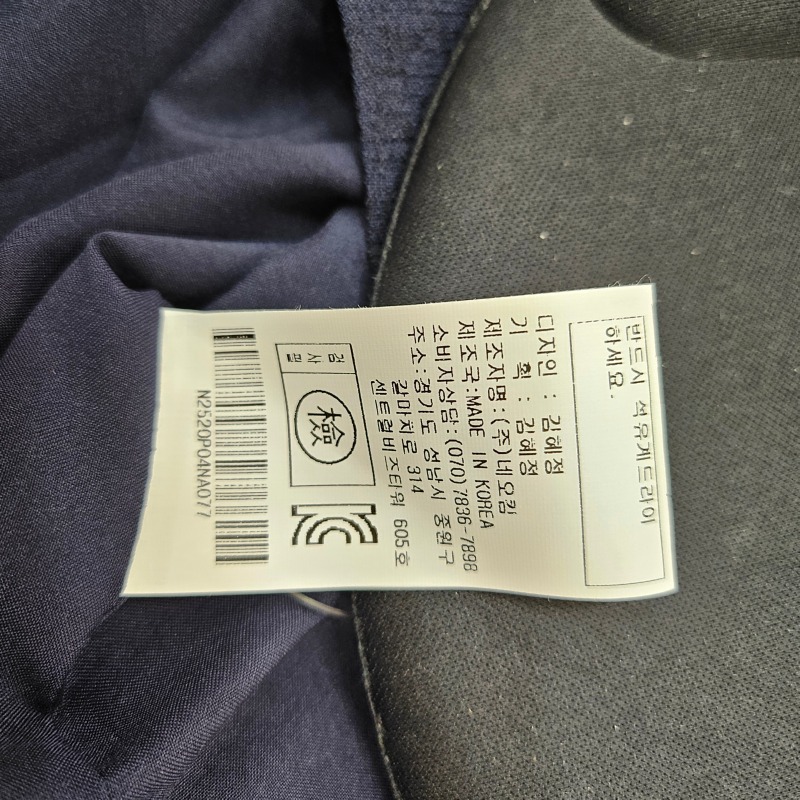 반드시 석유계드라이
하세요.
디자인 : 김혜정
기 획 : 김혜정
제조자명:(주)네오킴
제조국:MADE IN KOREA
소비자상담:(070)7836-7898
주소:경기도 성남시 중원구
갈마치로 314
센트럴비즈타워 605호
검사필
檢
KC
N2520P04NA077